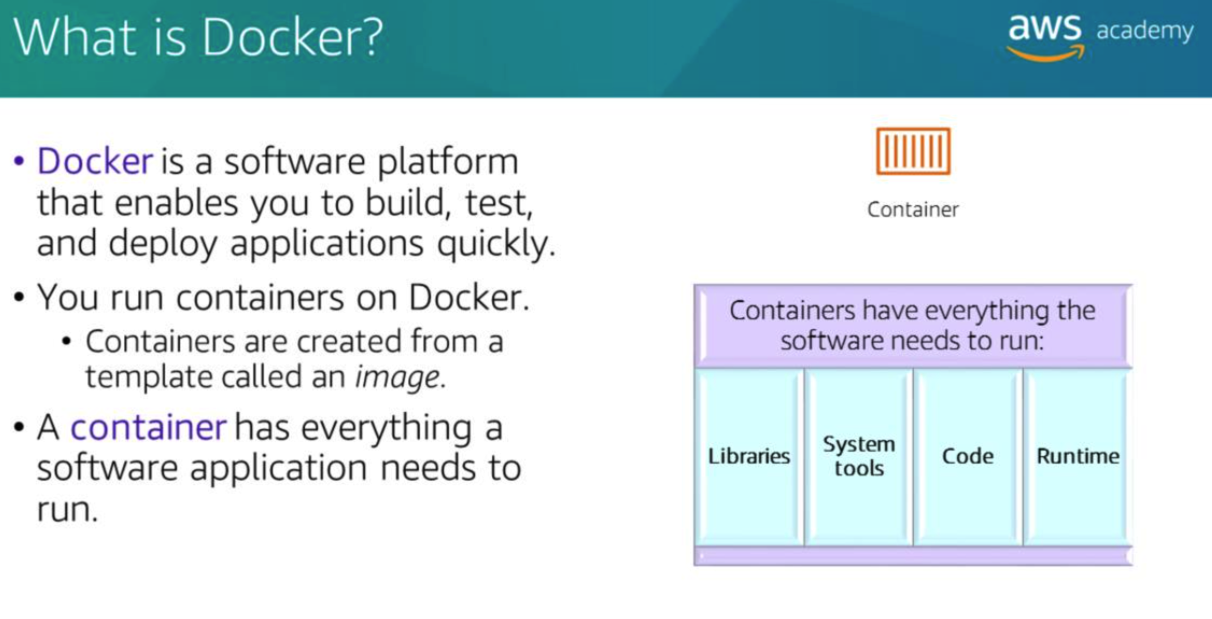 What is Docker?
aws academy
• Docker is a software platform
that enables you to build, test,
and deploy applications quickly.
• You run containers on Docker.
• Containers are created from a
template called an image.
• A container has everything a
software application needs to
run.
Container
Containers have everything the
software needs to run:
Libraries
System
tools
Code
Runtime